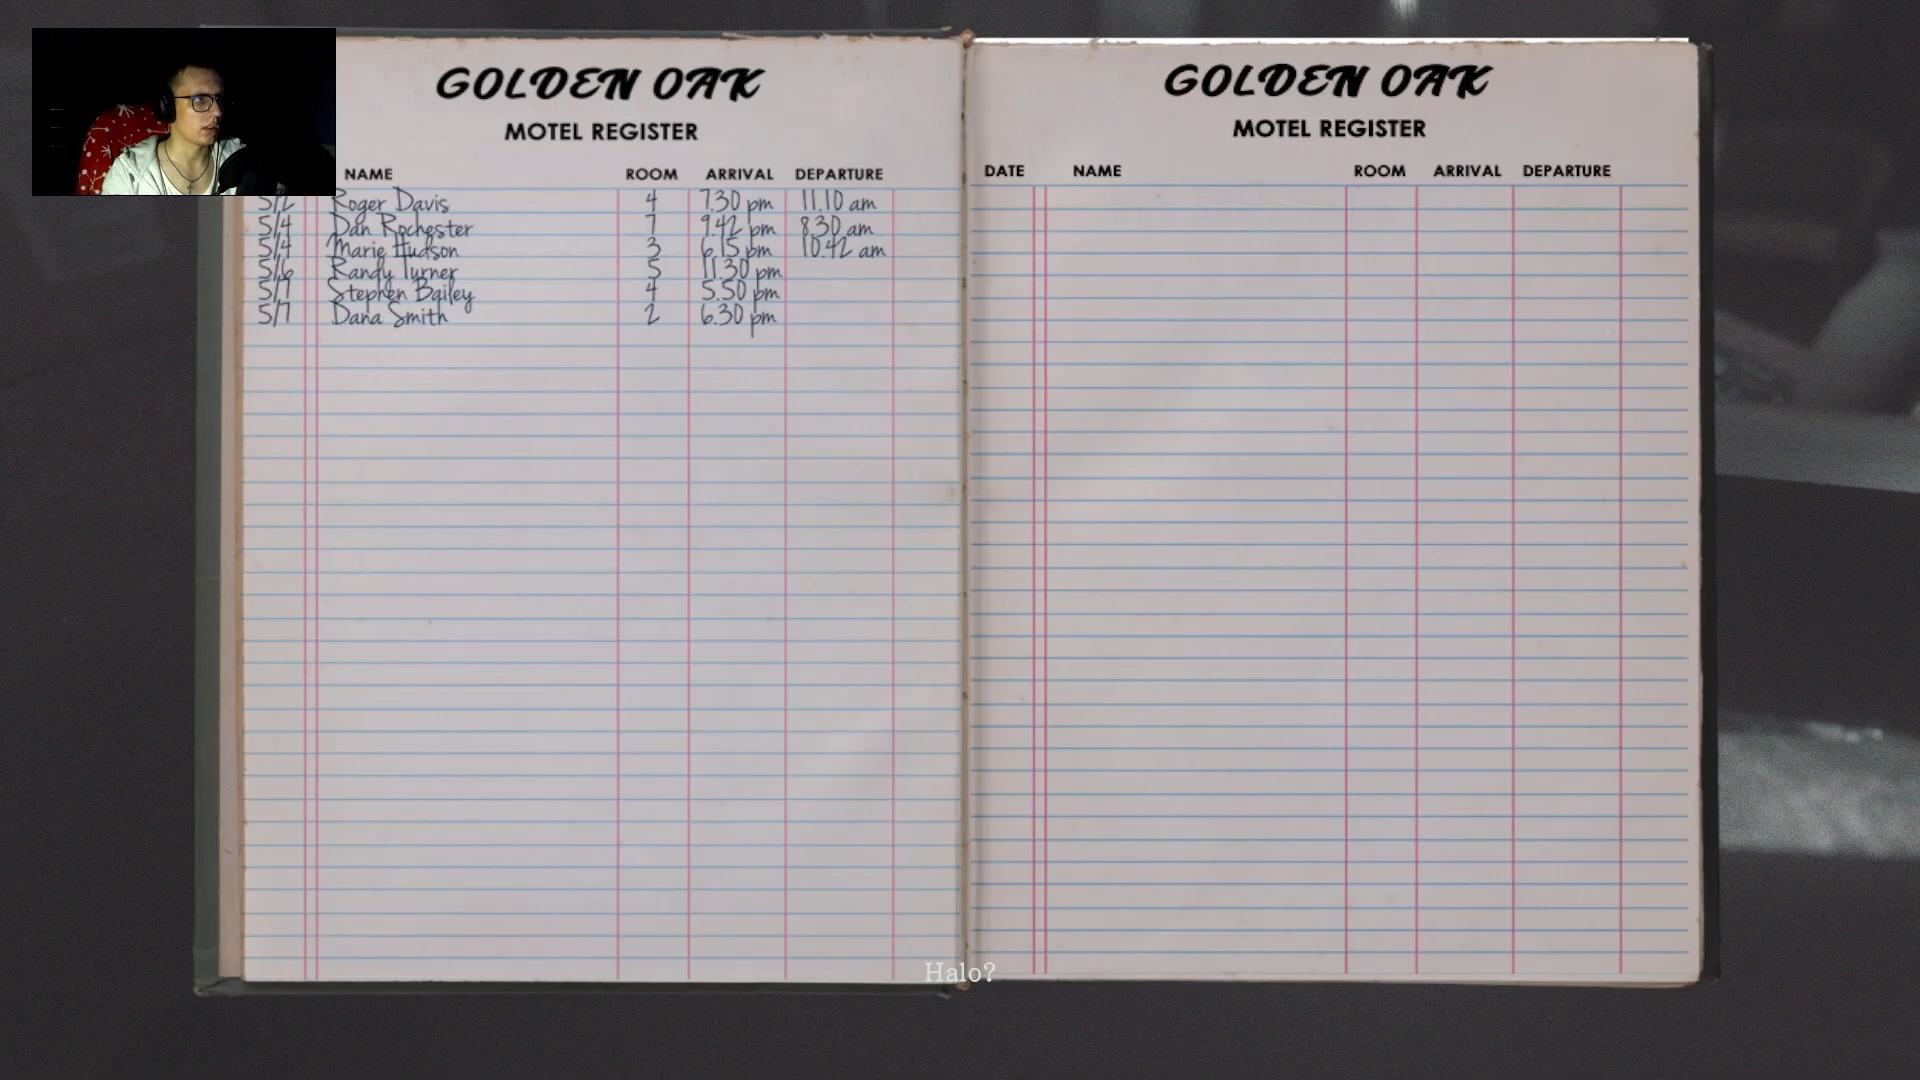 GOLDEN OAK
MOTEL REGISTER
NAME ROOM ARRIVAL DEPARTURE
5/2 Roger Davis 4 7.30 pm 11.10 am
5/4 Dan Rochester 7 9.42 pm 8.30 am
5/4 Marie Hudson 3 6.15 pm 10.42 am
5/6 Randy Turner 5 11.30 pm
5/7 Stephen Bailey 4 5.50 pm
5/7 Dana Smith 2 6.30 pm
GOLDEN OAK
MOTEL REGISTER
DATE NAME ROOM ARRIVAL DEPARTURE
Halo?